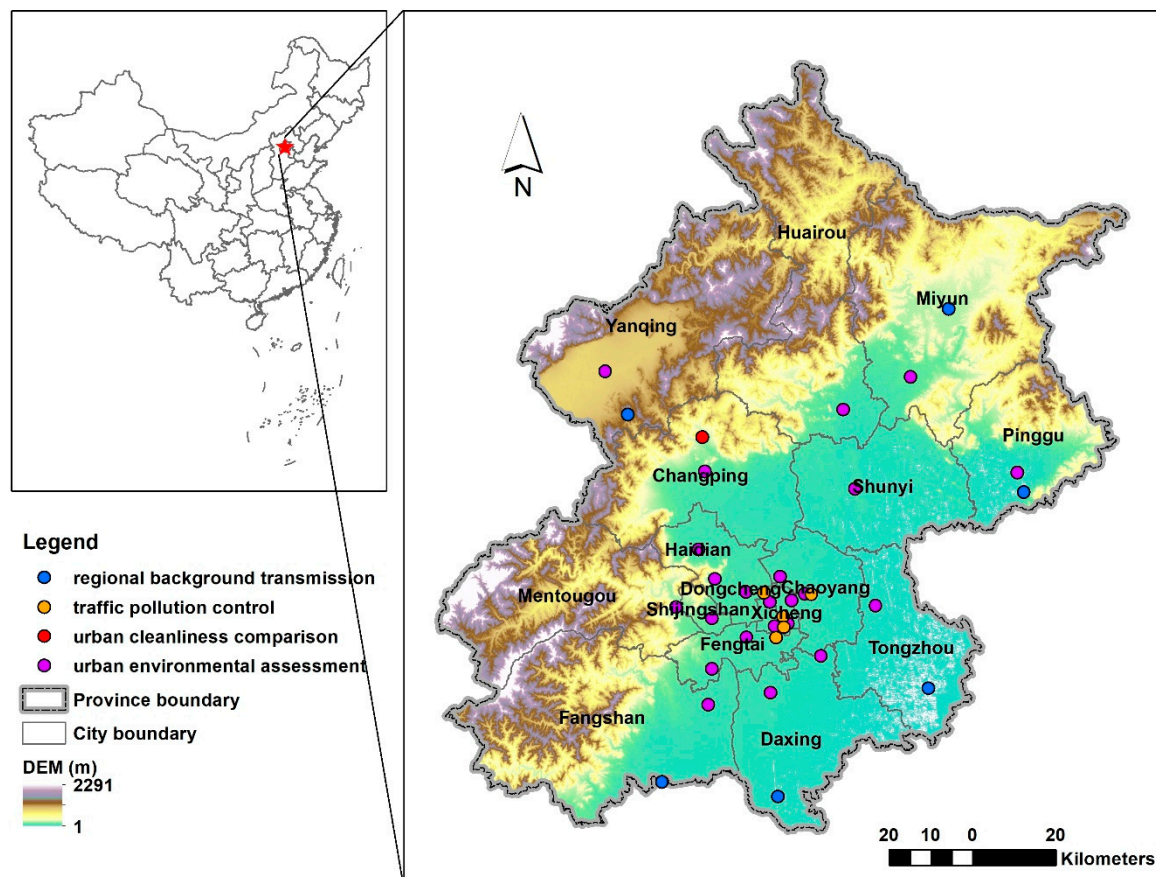 N
Huairou
Miyun
Yanqing
Pinggu
Changping
Shunyi
Haidian
Mentougou
Dongcheng
Chaoyang
Shijingshan
Xicheng
Fengtai
Tongzhou
Fangshan
Daxing
Legend
regional background transmission
traffic pollution control
urban cleanliness comparison
urban environmental assessment
Province boundary
City boundary
DEM (m)
2291
1
20 10 0 20
Kilometers